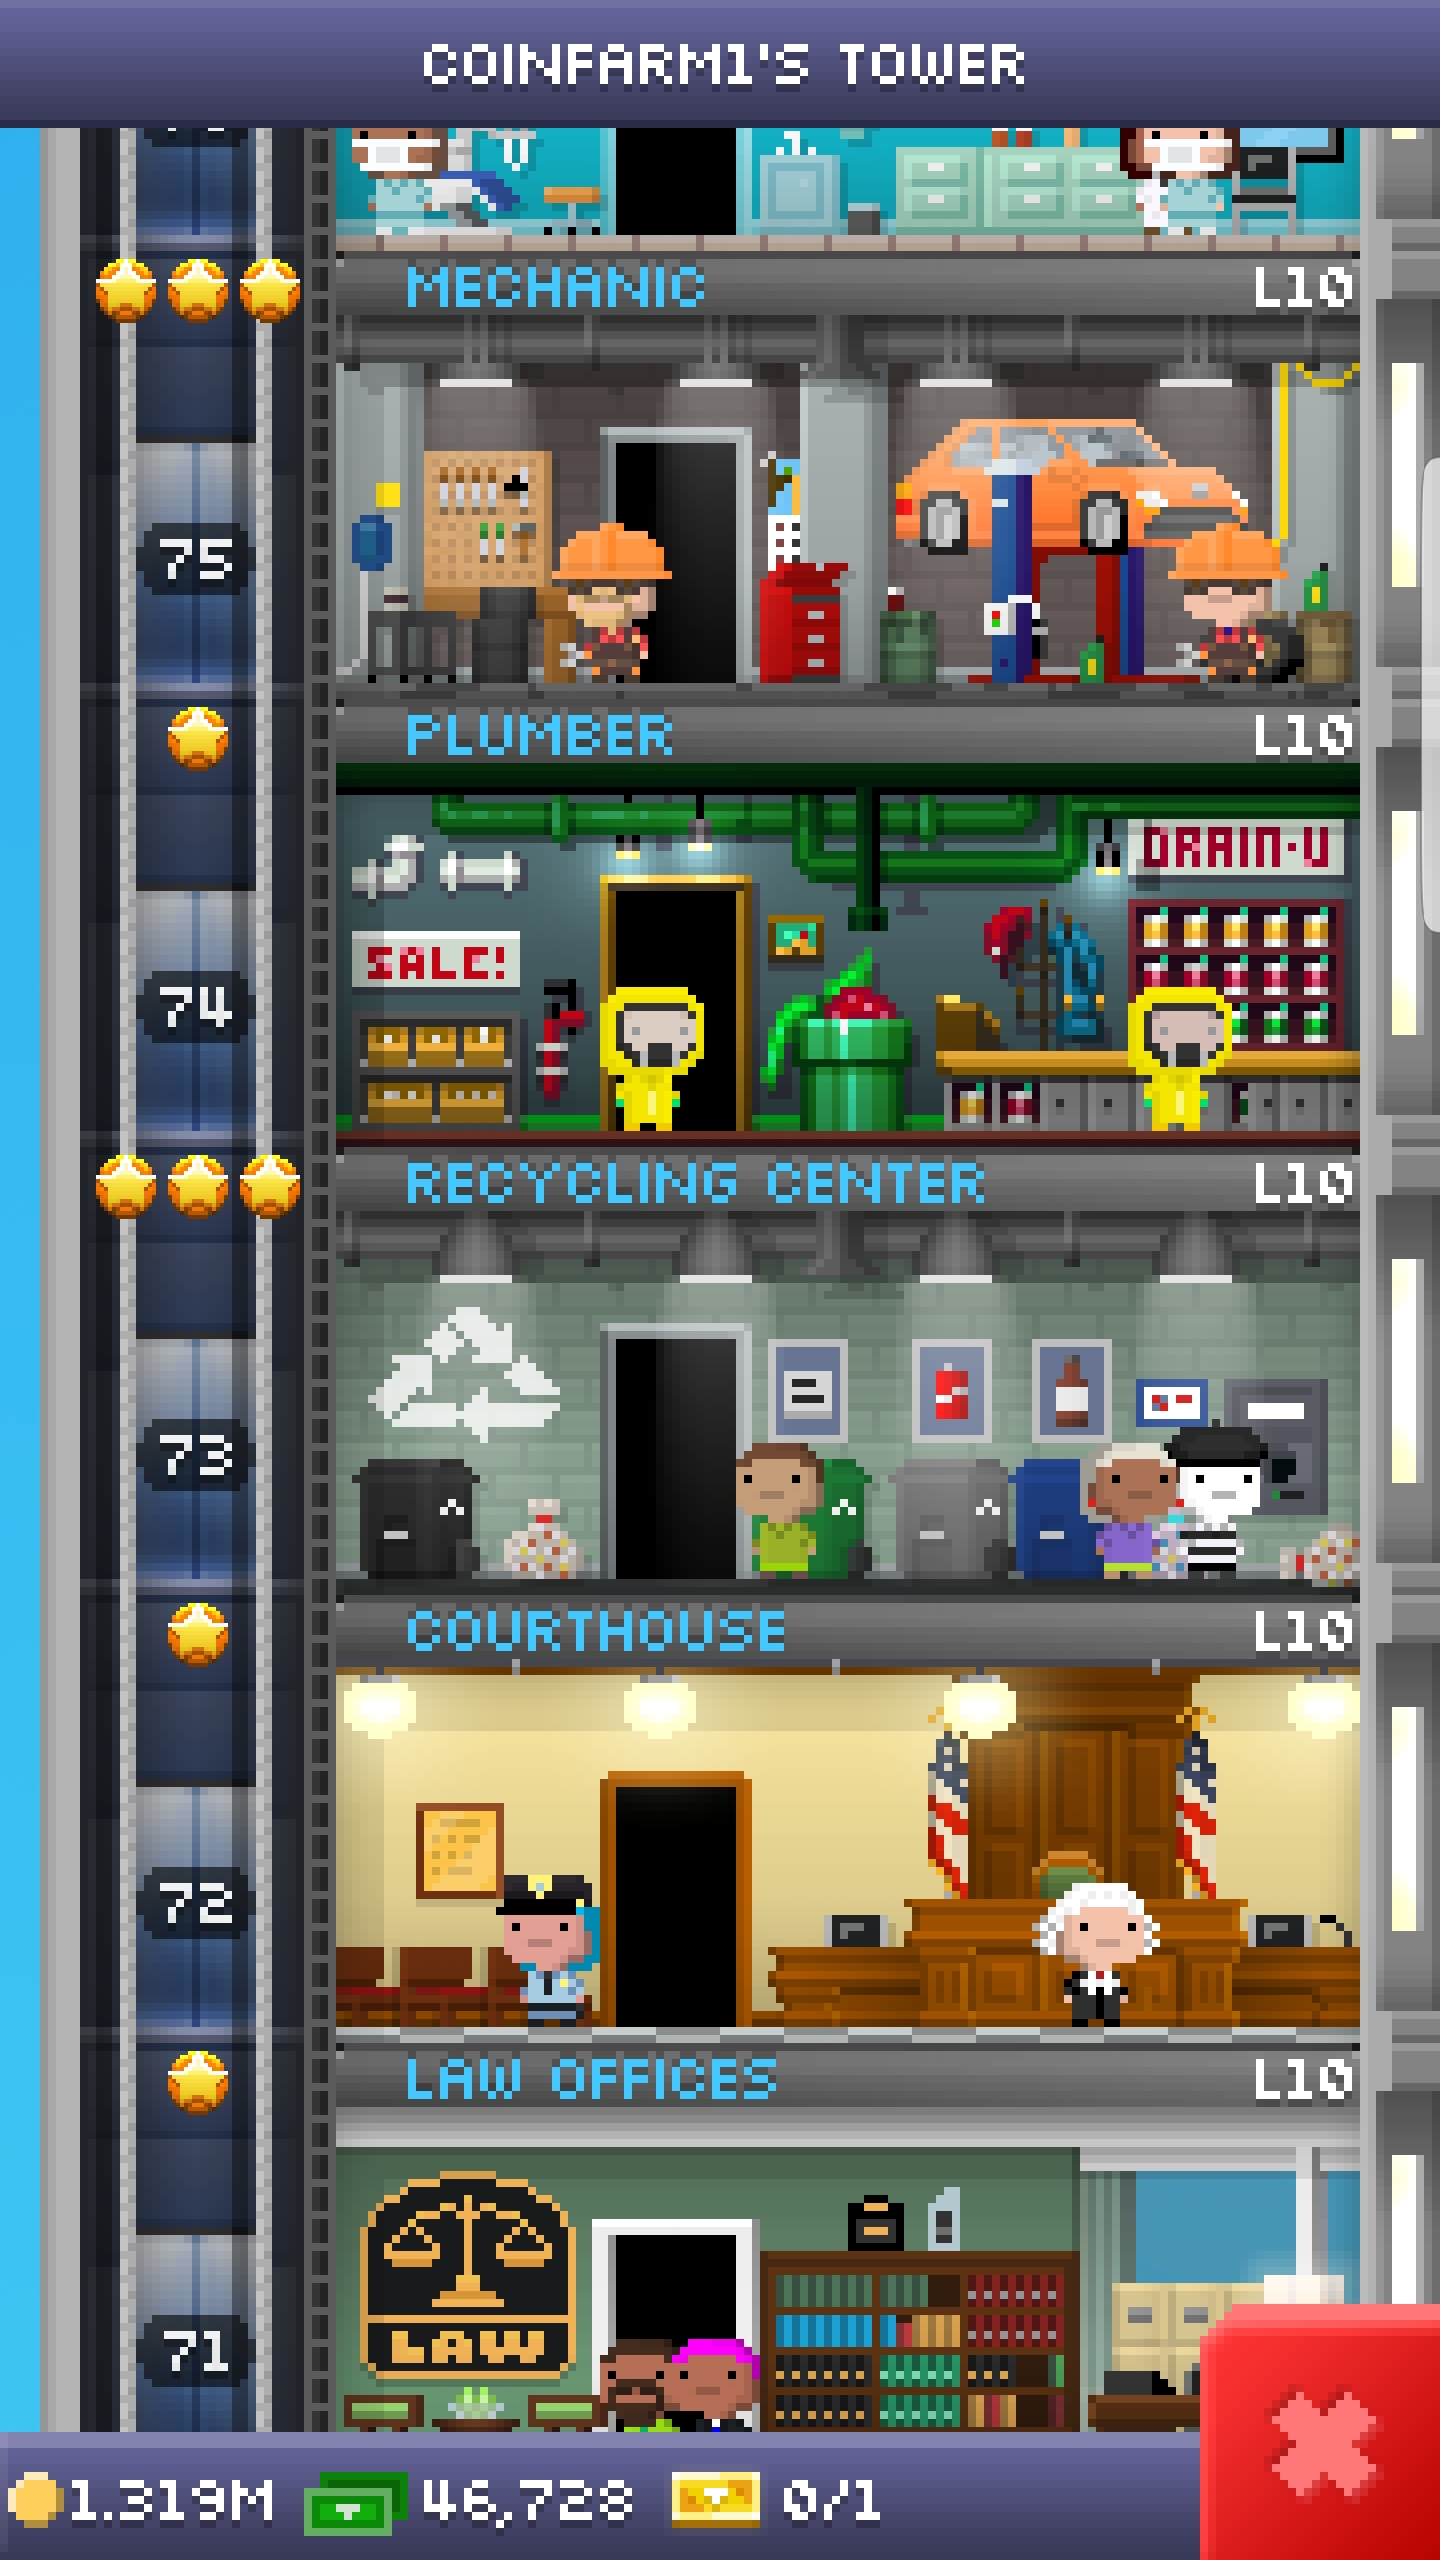 COINFARM1'S TOWER
MECHANIC L10
75
PLUMBER L10
DRAIN-U
SALE!
74
RECYCLING CENTER L10
73
COURTHOUSE L10
72
LAW OFFICES L10
LAW
71
1.319M 46,728 0/1